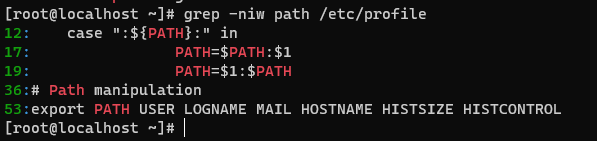 [root@localhost ~]# grep -niw path /etc/profile
12:    case ":${PATH}:" in
17:                 PATH=$PATH:$1
19:                 PATH=$1:$PATH
36:# Path manipulation
53:export PATH USER LOGNAME MAIL HOSTNAME HISTSIZE HISTCONTROL
[root@localhost ~]#